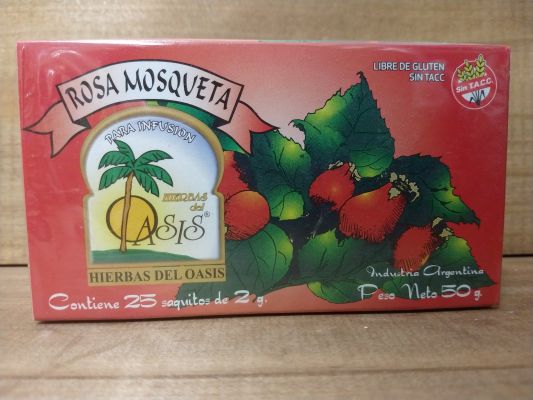 ROSA MOSQUETA
PARA INFUSION
HIERBAS
del
OASIS®
HIERBAS DEL OASIS
Contiene 25 saquitos de 2 g.
LIBRE DE GLUTEN
SIN TACC
Sin T.A.C.C.
Industria Argentina
Peso Neto 50 g.